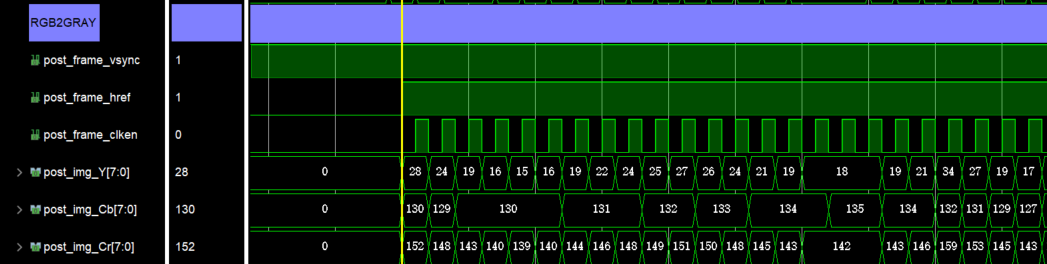 RGB2GRAY
post_frame_vsync 1
post_frame_href 1
post_frame_clken 0
post_img_Y[7:0] 28 0 28 24 19 16 15 16 19 22 24 25 27 26 24 21 19 18 19 21 34 27 19 17
post_img_Cb[7:0] 130 0 130 129 130 131 132 133 134 135 134 132 131 129 127
post_img_Cr[7:0] 152 0 152 148 143 140 139 140 144 146 148 149 151 150 148 145 143 142 143 146 159 153 145 143